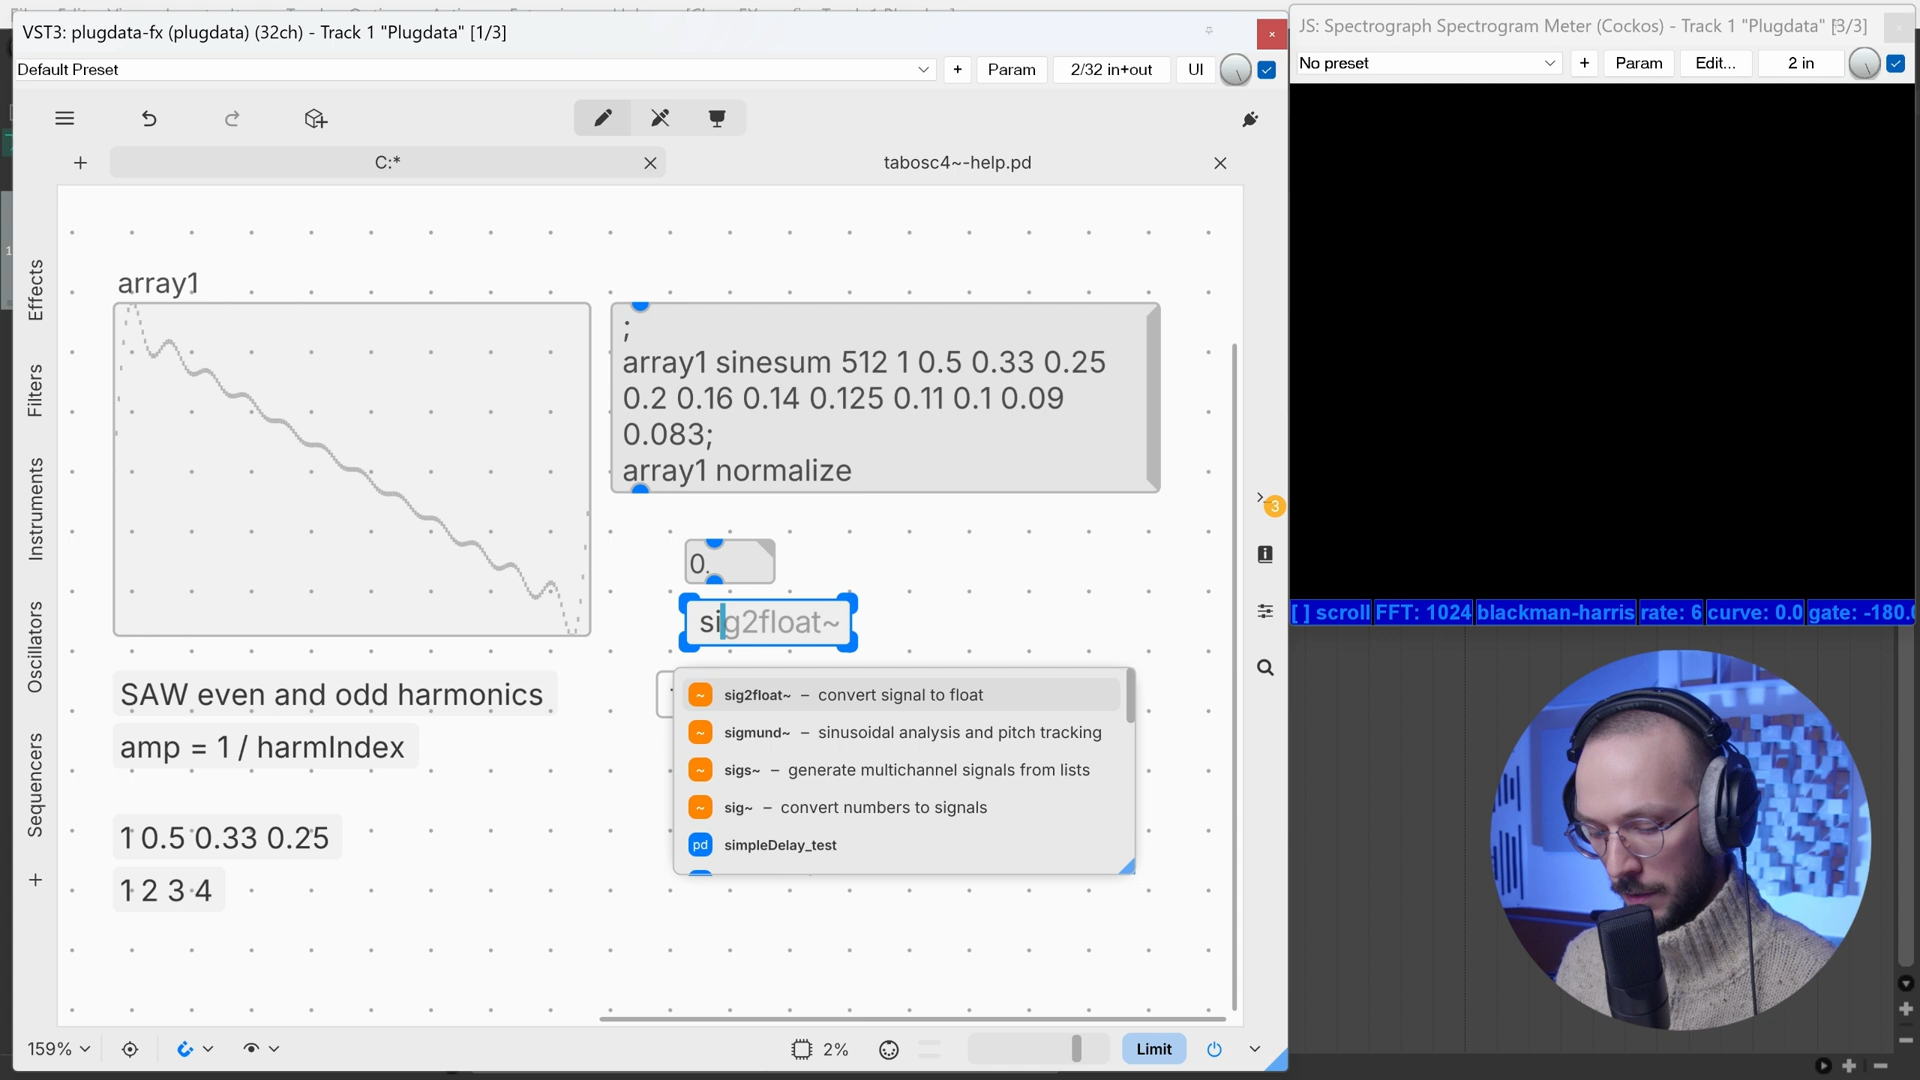 VST3: plugdata-fx (plugdata) (32ch) - Track 1 "Plugdata" [1/3]
Default Preset
+
Param
2/32 in+out
UI
C:*
tabosc4~-help.pd
Effects
Filters
Instruments
Oscillators
Sequencers
array1
;
array1 sinesum 512 1 0.5 0.33 0.25
0.2 0.16 0.14 0.125 0.11 0.1 0.09
0.083;
array1 normalize
0.
sig2float~
sig2float~ – convert signal to float
sigmund~ – sinusoidal analysis and pitch tracking
sigs~ – generate multichannel signals from lists
sig~ – convert numbers to signals
pd simpleDelay_test
SAW even and odd harmonics
amp = 1 / harmIndex
1 0.5 0.33 0.25
1 2 3 4
3
159%
2%
Limit
JS: Spectrograph Spectrogram Meter (Cockos) - Track 1 "Plugdata" [3/3]
No preset
+
Param
Edit...
2 in
[ ] scroll FFT: 1024 blackman-harris rate: 6 curve: 0.0 gate: -180.0